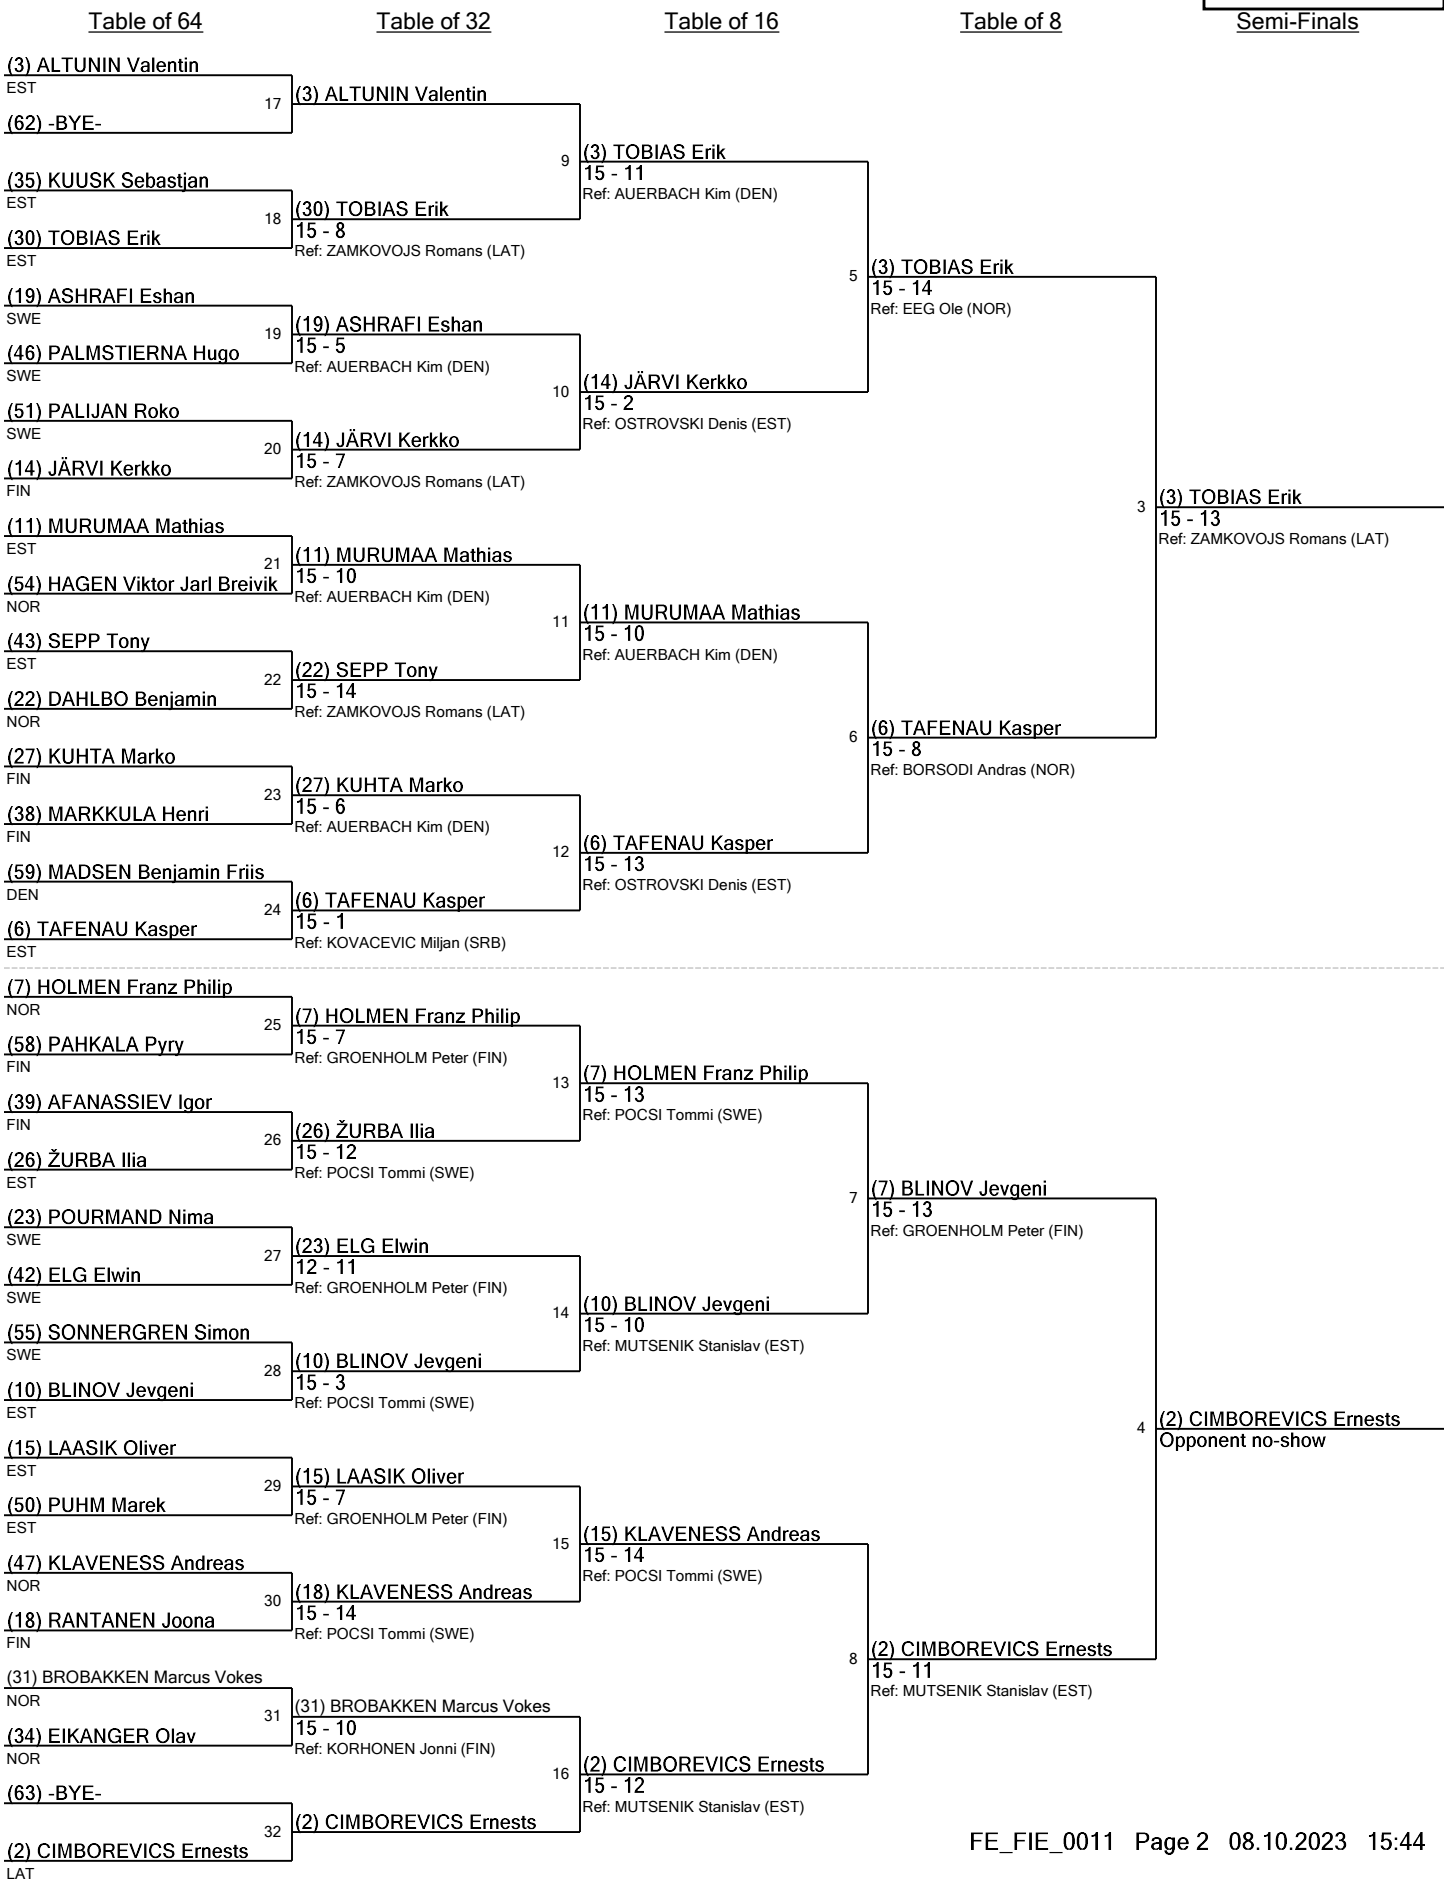 Table of 64
Table of 32
Table of 16
Table of 8
Semi-Finals
(3) ALTUNIN Valentin
EST
17
(62) -BYE-
(35) KUUSK Sebastjan
EST
18
(30) TOBIAS Erik
EST
(19) ASHRAFI Eshan
SWE
19
(46) PALMSTIERNA Hugo
SWE
(51) PALIJAN Roko
SWE
20
(14) JÄRVI Kerkko
FIN
(11) MURUMAA Mathias
EST
21
(54) HAGEN Viktor Jarl Breivik
NOR
(43) SEPP Tony
EST
22
(22) DAHLBO Benjamin
NOR
(27) KUHTA Marko
FIN
23
(38) MARKKULA Henri
FIN
(59) MADSEN Benjamin Friis
DEN
24
(6) TAFENAU Kasper
EST
(7) HOLMEN Franz Philip
NOR
25
(58) PAHKALA Pyry
FIN
(39) AFANASSIEV Igor
FIN
26
(26) ŽURBA Ilia
EST
(23) POURMAND Nima
SWE
27
(42) ELG Elwin
SWE
(55) SONNERGREN Simon
SWE
28
(10) BLINOV Jevgeni
EST
(15) LAASIK Oliver
EST
29
(50) PUHM Marek
EST
(47) KLAVENESS Andreas
NOR
30
(18) RANTANEN Joona
FIN
(31) BROBAKKEN Marcus Vokes
NOR
31
(34) EIKANGER Olav
NOR
(63) -BYE-
32
(2) CIMBOREVICS Ernests
LAT
(3) ALTUNIN Valentin
9
(30) TOBIAS Erik
15 - 8
Ref: ZAMKOVOJS Romans (LAT)
(19) ASHRAFI Eshan
15 - 5
Ref: AUERBACH Kim (DEN)
10
(14) JÄRVI Kerkko
15 - 7
Ref: ZAMKOVOJS Romans (LAT)
(11) MURUMAA Mathias
15 - 10
Ref: AUERBACH Kim (DEN)
11
(22) SEPP Tony
15 - 14
Ref: ZAMKOVOJS Romans (LAT)
(27) KUHTA Marko
15 - 6
Ref: AUERBACH Kim (DEN)
12
(6) TAFENAU Kasper
15 - 1
Ref: KOVACEVIC Miljan (SRB)
(7) HOLMEN Franz Philip
15 - 7
Ref: GROENHOLM Peter (FIN)
13
(26) ŽURBA Ilia
15 - 12
Ref: POCSI Tommi (SWE)
(23) ELG Elwin
12 - 11
Ref: GROENHOLM Peter (FIN)
14
(10) BLINOV Jevgeni
15 - 3
Ref: POCSI Tommi (SWE)
(15) LAASIK Oliver
15 - 7
Ref: GROENHOLM Peter (FIN)
15
(18) KLAVENESS Andreas
15 - 14
Ref: POCSI Tommi (SWE)
(31) BROBAKKEN Marcus Vokes
15 - 10
Ref: KORHONEN Jonni (FIN)
16
(2) CIMBOREVICS Ernests
(3) TOBIAS Erik
15 - 11
Ref: AUERBACH Kim (DEN)
5
(14) JÄRVI Kerkko
15 - 2
Ref: OSTROVSKI Denis (EST)
(11) MURUMAA Mathias
15 - 10
Ref: AUERBACH Kim (DEN)
6
(6) TAFENAU Kasper
15 - 13
Ref: OSTROVSKI Denis (EST)
(7) HOLMEN Franz Philip
15 - 13
Ref: POCSI Tommi (SWE)
7
(10) BLINOV Jevgeni
15 - 10
Ref: MUTSENIK Stanislav (EST)
(15) KLAVENESS Andreas
15 - 14
Ref: POCSI Tommi (SWE)
8
(2) CIMBOREVICS Ernests
15 - 12
Ref: MUTSENIK Stanislav (EST)
(3) TOBIAS Erik
15 - 14
Ref: EEG Ole (NOR)
3
(6) TAFENAU Kasper
15 - 8
Ref: BORSODI Andras (NOR)
(7) BLINOV Jevgeni
15 - 13
Ref: GROENHOLM Peter (FIN)
4
(2) CIMBOREVICS Ernests
15 - 11
Ref: MUTSENIK Stanislav (EST)
(3) TOBIAS Erik
15 - 13
Ref: ZAMKOVOJS Romans (LAT)
(2) CIMBOREVICS Ernests
Opponent no-show
FE_FIE_0011 Page 2 08.10.2023 15:44